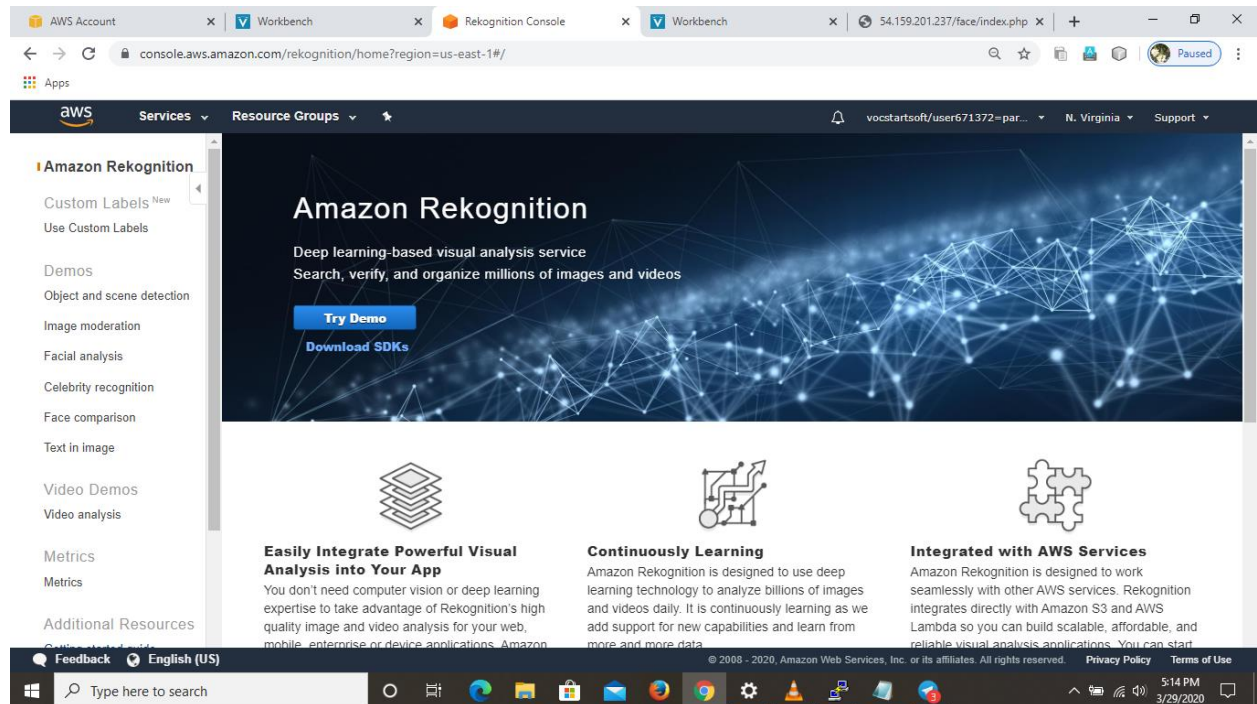 AWS Account
Workbench
Rekognition Console
Workbench
54.159.201.237/face/index.php
console.aws.amazon.com/rekognition/home?region=us-east-1#/
Paused
Apps
aws
Services
Resource Groups
vocstartsoft/user671372=par...
N. Virginia
Support
Amazon Rekognition
Custom Labels New
Use Custom Labels
Demos
Object and scene detection
Image moderation
Facial analysis
Celebrity recognition
Face comparison
Text in image
Video Demos
Video analysis
Metrics
Metrics
Additional Resources
Getting started guide
Amazon Rekognition
Deep learning-based visual analysis service
Search, verify, and organize millions of images and videos
Try Demo
Download SDKs
Easily Integrate Powerful Visual
Analysis into Your App
You don't need computer vision or deep learning
expertise to take advantage of Rekognition's high
quality image and video analysis for your web,
mobile, enterprise or device applications. Amazon
Continuously Learning
Amazon Rekognition is designed to use deep
learning technology to analyze billions of images
and videos daily. It is continuously learning as we
add support for new capabilities and learn from
more and more data.
Integrated with AWS Services
Amazon Rekognition is designed to work
seamlessly with other AWS services. Rekognition
integrates directly with Amazon S3 and AWS
Lambda so you can build scalable, affordable, and
reliable visual analysis applications. You can start
Feedback
English (US)
© 2008 - 2020, Amazon Web Services, Inc. or its affiliates. All rights reserved.
Privacy Policy
Terms of Use
Type here to search
5:14 PM
3/29/2020